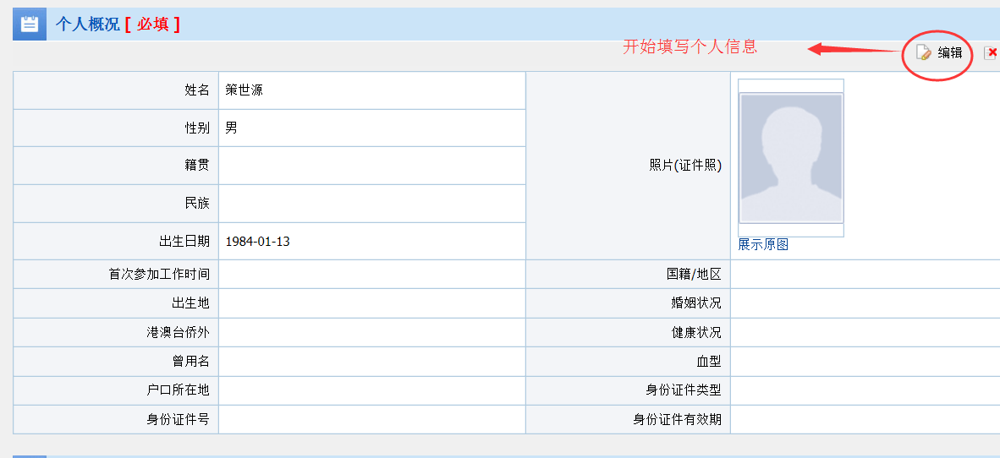 个人概况 [ 必填 ]
开始填写个人信息
编辑
姓名 策世源
性别 男
籍贯
民族
出生日期 1984-01-13
照片(证件照)
展示原图
首次参加工作时间 国籍/地区
出生地 婚姻状况
港澳台侨外 健康状况
曾用名 血型
户口所在地 身份证件类型
身份证件号 身份证件有效期